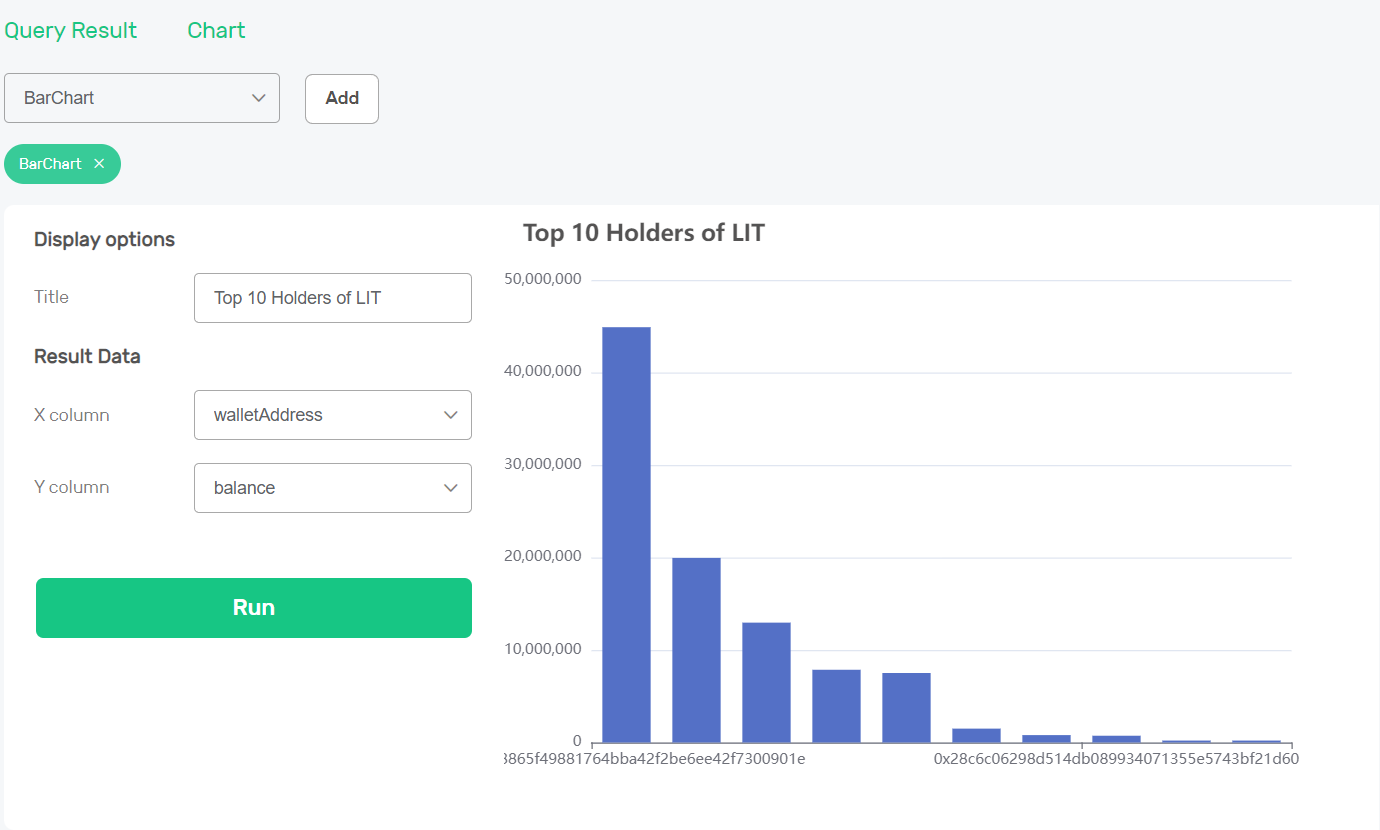 Query Result Chart
BarChart Add
BarChart ×
Display options
Title Top 10 Holders of LIT
Result Data
X column walletAddress
Y column balance
Run
Top 10 Holders of LIT
50,000,000
40,000,000
30,000,000
20,000,000
10,000,000
0
3865f49881764bba42f2be6ee42f7300901e 0x28c6c06298d514db089934071355e5743bf21d60